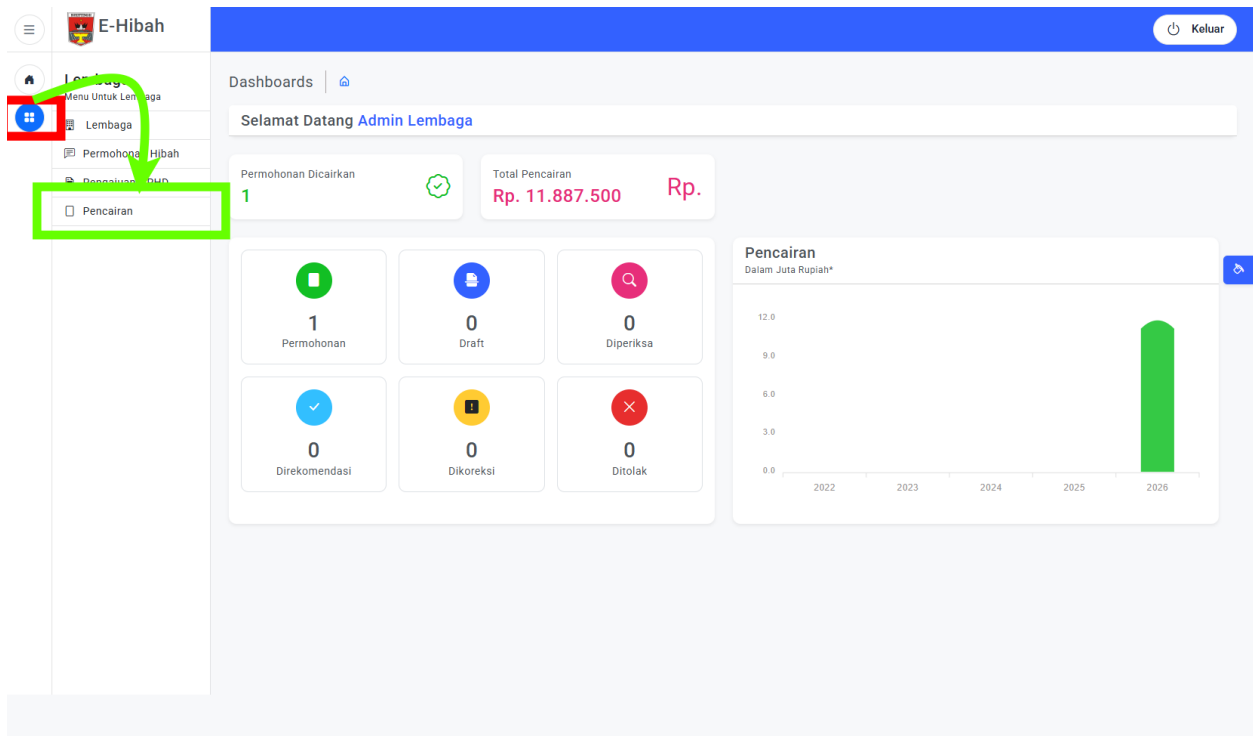 E-Hibah
Keluar
Menu Untuk Lembaga
Lembaga
Permohonan Hibah
Pencairan
Dashboards
Selamat Datang Admin Lembaga
Permohonan Dicairkan
1
Total Pencairan
Rp. 11.887.500
Rp.
1
Permohonan
0
Draft
0
Diperiksa
0
Direkomendasi
0
Dikoreksi
0
Ditolak
Pencairan
Dalam Juta Rupiah*
12.0
9.0
6.0
3.0
0.0
2022 2023 2024 2025 2026